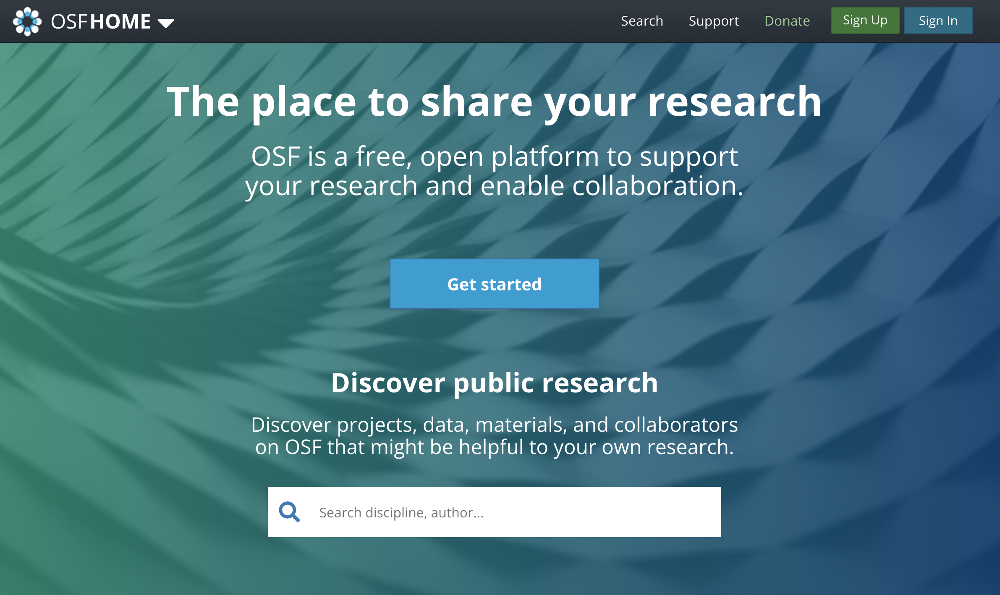 OSFHOME
Search
Support
Donate
Sign Up
Sign In
The place to share your research
OSF is a free, open platform to support
your research and enable collaboration.
Get started
Discover public research
Discover projects, data, materials, and collaborators
on OSF that might be helpful to your own research.
Search discipline, author...